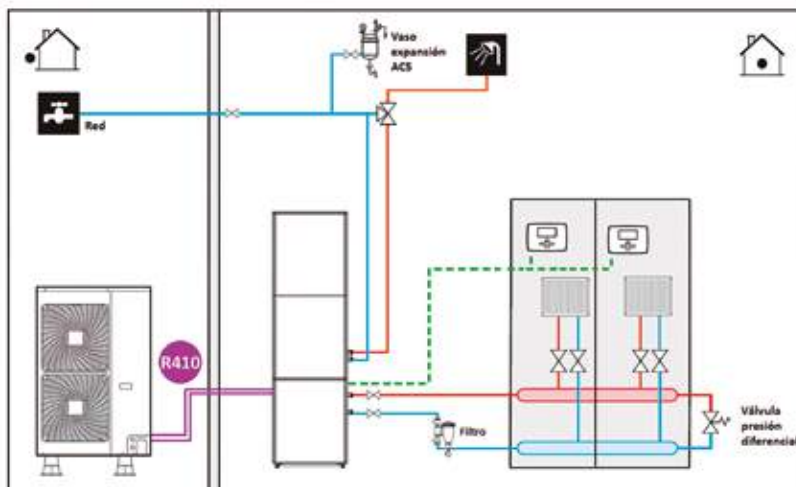 Vaso
expansión
ACS
Red
R410
Filtro
Válvula
presión
diferencial